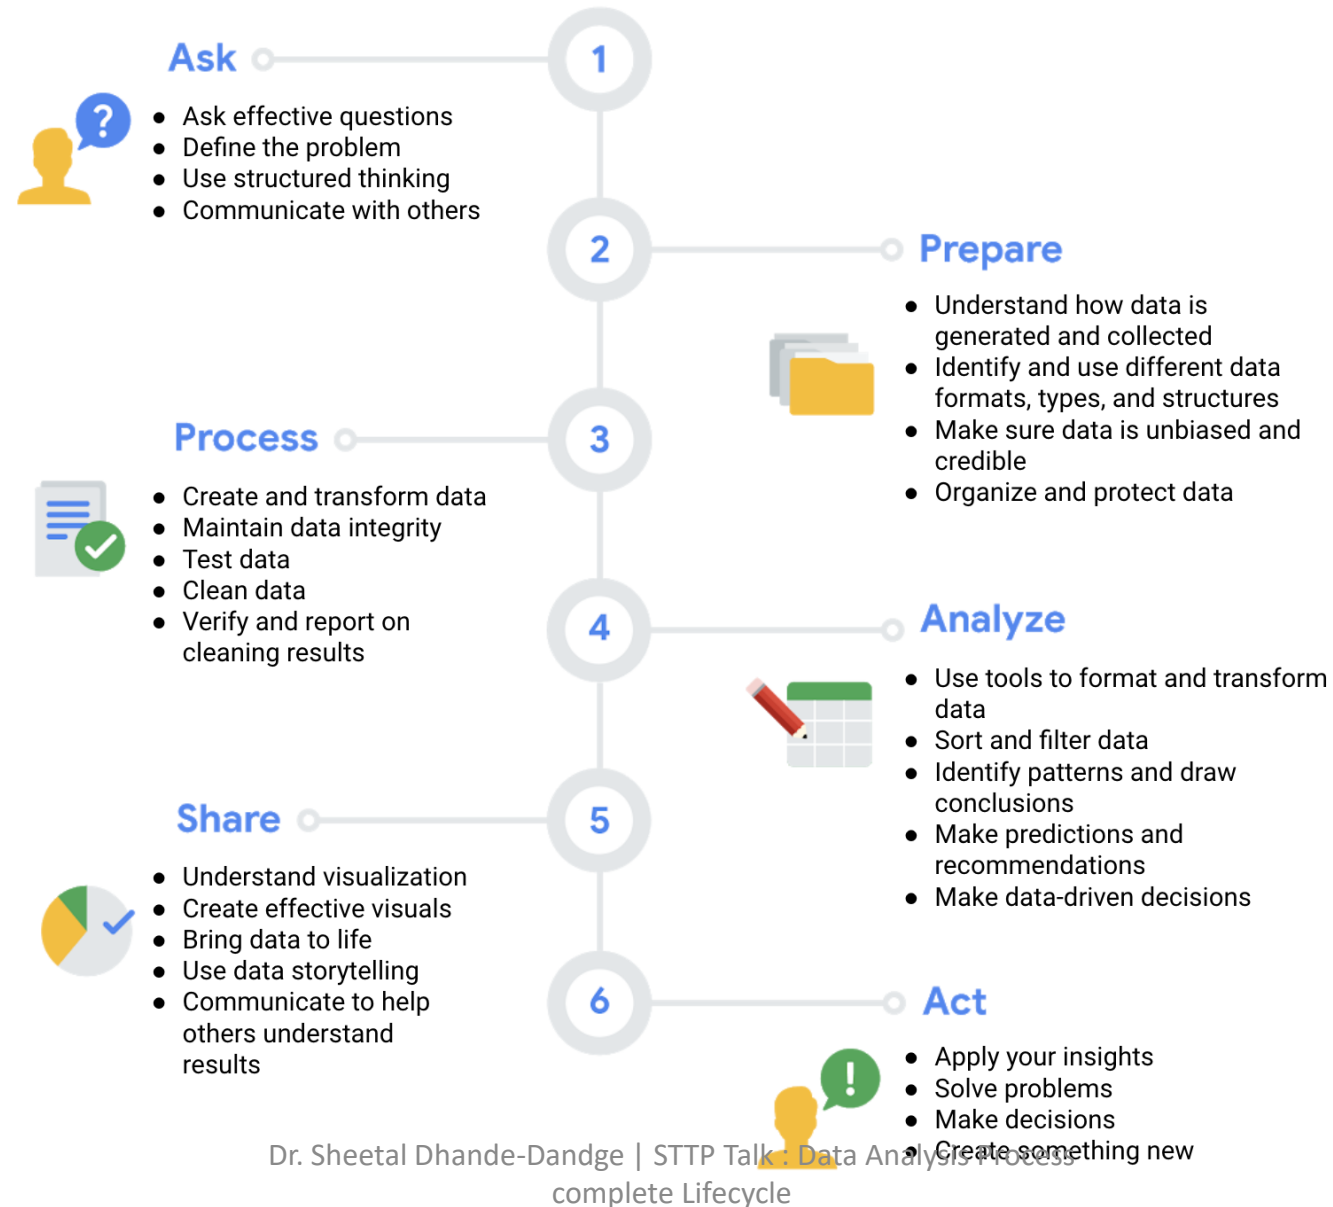 Ask
1
?
● Ask effective questions
● Define the problem
● Use structured thinking
● Communicate with others
2
Prepare
● Understand how data is
generated and collected
● Identify and use different data
formats, types, and structures
● Make sure data is unbiased and
credible
● Organize and protect data
Process
3
● Create and transform data
● Maintain data integrity
● Test data
● Clean data
● Verify and report on
cleaning results
4
Analyze
● Use tools to format and transform
data
● Sort and filter data
● Identify patterns and draw
conclusions
● Make predictions and
recommendations
● Make data-driven decisions
Share
5
● Understand visualization
● Create effective visuals
● Bring data to life
● Use data storytelling
● Communicate to help
others understand
results
6
Act
!
● Apply your insights
● Solve problems
● Make decisions
● Create something new
Dr. Sheetal Dhande-Dandge | STTP Talk : Data Analysis Process
complete Lifecycle